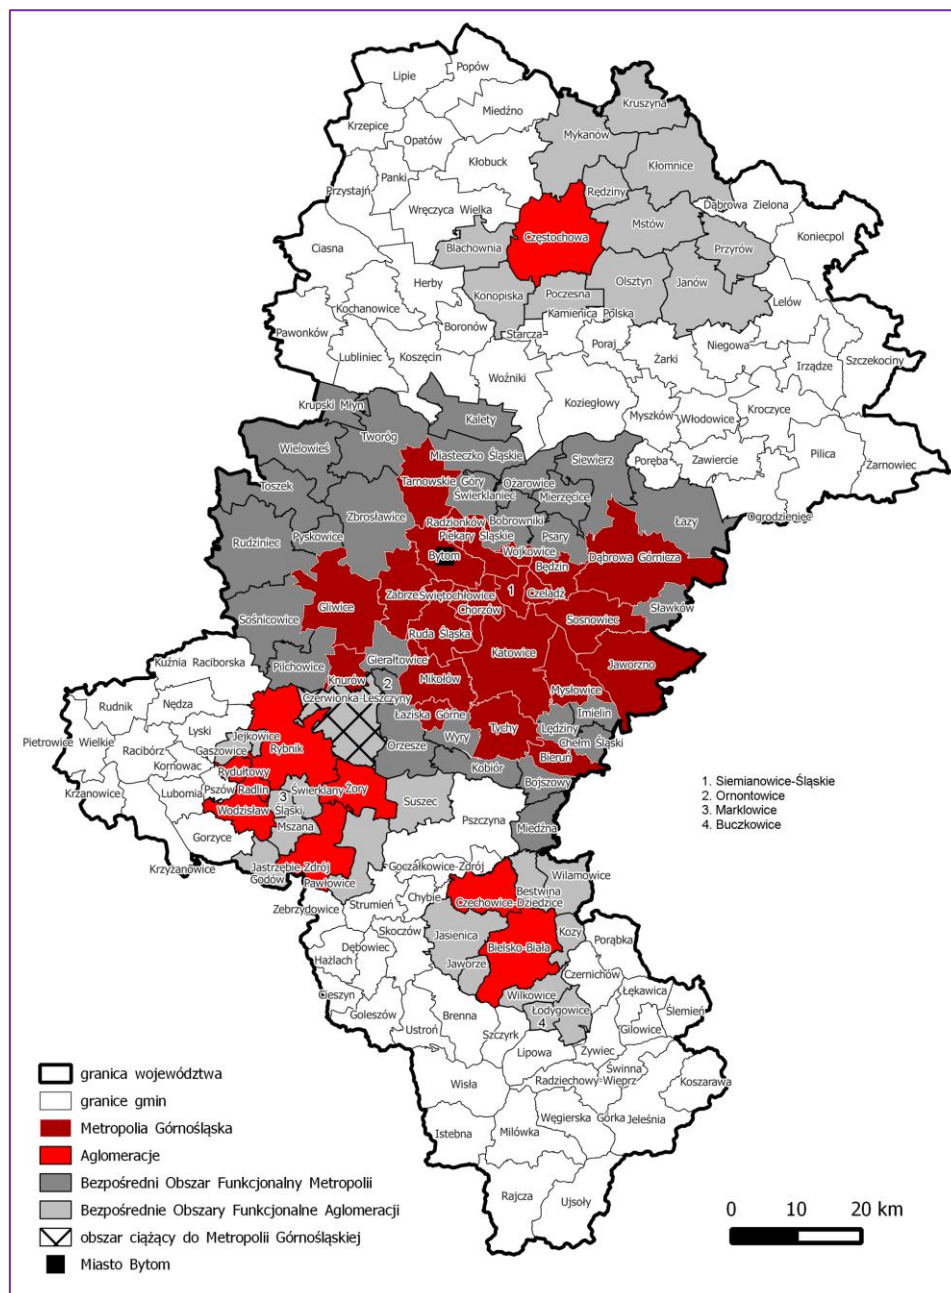 Popów
Lipie
Kruszyna
Miedźno
Krzepice
Mykanów
Opatów
Kłobuck
Kłomnice
Panki
Przystajń
Rędziny
Dąbrowa Zielona
Wręczyca Wielka
Mstów
Koniecpol
Częstochowa
Ciasna
Blachownia
Przyrów
Herby
Olsztyn
Janów
Konopiska
Poczesna
Lelów
Kochanowice
Kamienica Polska
Boronów
Starcza
Pawonków
Poraj
Niegowa
Lubliniec
Koszęcin
Żarki
Szczekociny
Irządze
Woźniki
Krupski Młyn
Koziegłowy
Kroczyce
Kalety
Myszków
Włodowice
Tworóg
Wielowieś
Miasteczko Śląskie
Siewierz
Poręba
Zawiercie
Pilica
Żarnowiec
Tarnowskie Góry
Ożarowice
Toszek
Świerklaniec
Mierzęcice
Zbrosławice
Ogrodzieniec
Radzionków
Bobrowniki
Łazy
Rudziniec
Pyskowice
Piekary Śląskie
Psary
Bytom
Wojkowice
Dąbrowa Górnicza
Będzin
1
Zabrze
Świętochłowice
Czeladź
Gliwice
Chorzów
Sławków
Sośnicowice
Sosnowiec
Ruda Śląska
Katowice
Kuźnia Raciborska
Pilchowice
Gierałtowice
Jaworzno
Knurów
2
Mikołów
Mysłowice
Czerwionka-Leszczyny
Nędza
Rudnik
Łaziska Górne
Imielin
Lyski
Tychy
Lędziny
Jejkowice
Pietrowice Wielkie
Gaszowice
Rybnik
Orzesze
Wyry
Chełm Śląski
Racibórz
Kornowac
Rydułtowy
Kobiór
Bieruń
Pszów
Radlin
Świerklany
Żory
Bojszowy
Krzanowice
Lubomia
3
Suszec
Wodzisław Śląski
Pszczyna
Mszana
Miedźna
Gorzyce
Krzyżanowice
Jastrzębie-Zdrój
Goczałkowice-Zdrój
Godów
Pawłowice
Wilamowice
Bestwina
Zebrzydowice
Strumień
Chybie
Czechowice-Dziedzice
Skoczów
Jasienica
Kozy
Dębowiec
Bielsko-Biała
Porąbka
Hażlach
Jaworze
Czernichów
Cieszyn
Wilkowice
Łękawica
Goleszów
Brenna
Łodygowice
Ślemień
Ustroń
Szczyrk
4
Gilowice
Lipowa
Żywiec
Świnna
Wisła
Radziechowy-Wieprz
Koszarawa
Węgierska Górka
Jeleśnia
Istebna
Milówka
Rajcza
Ujsoły
1. Siemianowice-Śląskie
2. Ornontowice
3. Marklowice
4. Buczkowice
granica województwa
granice gmin
Metropolia Górnośląska
Aglomeracje
Bezpośredni Obszar Funkcjonalny Metropolii
Bezpośrednie Obszary Funkcjonalne Aglomeracji
obszar ciążący do Metropolii Górnośląskiej
Miasto Bytom
0 10 20 km